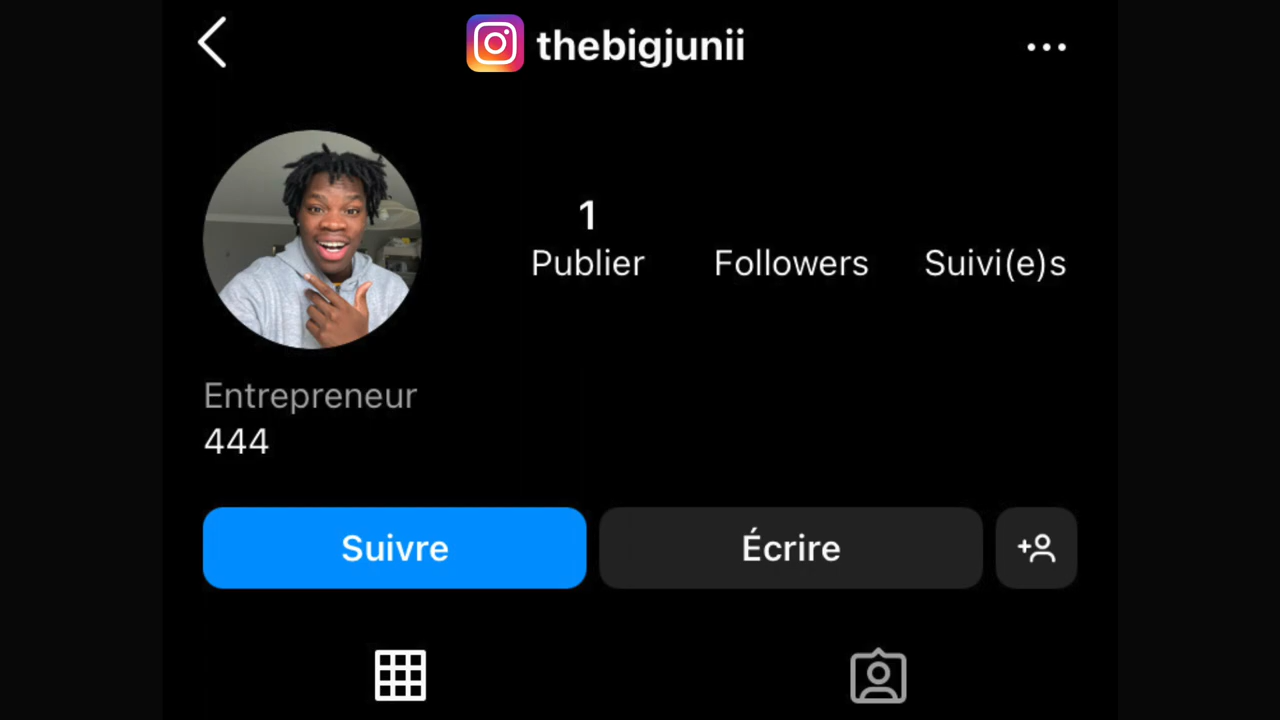 thebigjunii
1
Publier Followers Suivi(e)s
Entrepreneur
444
Suivre Écrire